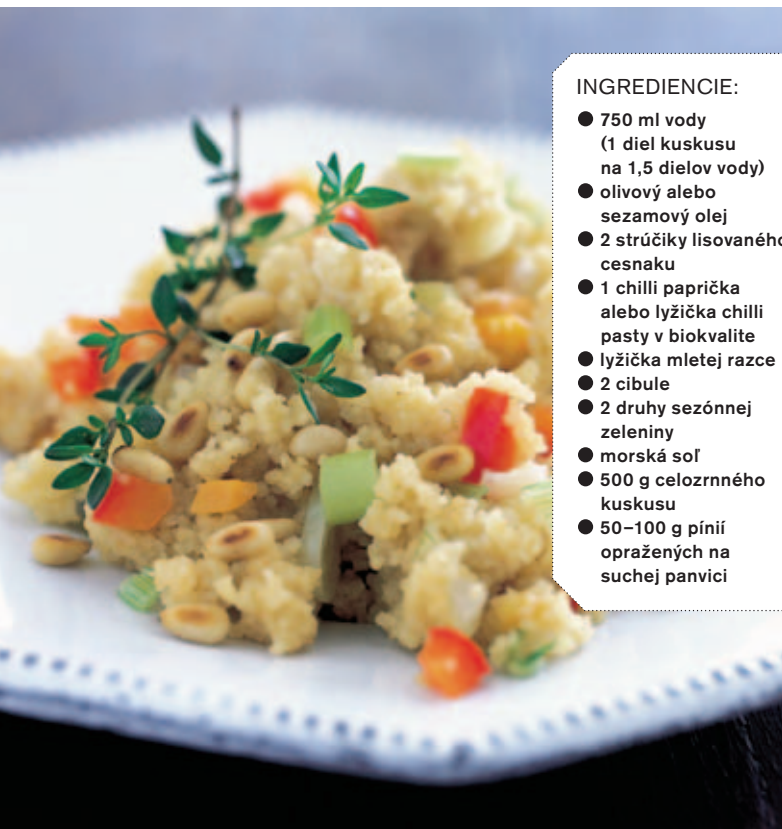 INGREDIENCIE:
● 750 ml vody
(1 diel kuskusu
na 1,5 dielov vody)
● olivový alebo
sezamový olej
● 2 strúčiky lisovaného
cesnaku
● 1 chilli paprička
alebo lyžička chilli
pasty v biokvalite
● lyžička mletej razce
● 2 cibule
● 2 druhy sezónnej
zeleniny
● morská soľ
● 500 g celozrnného
kuskusu
● 50–100 g pínií
opražených na
suchej panvici